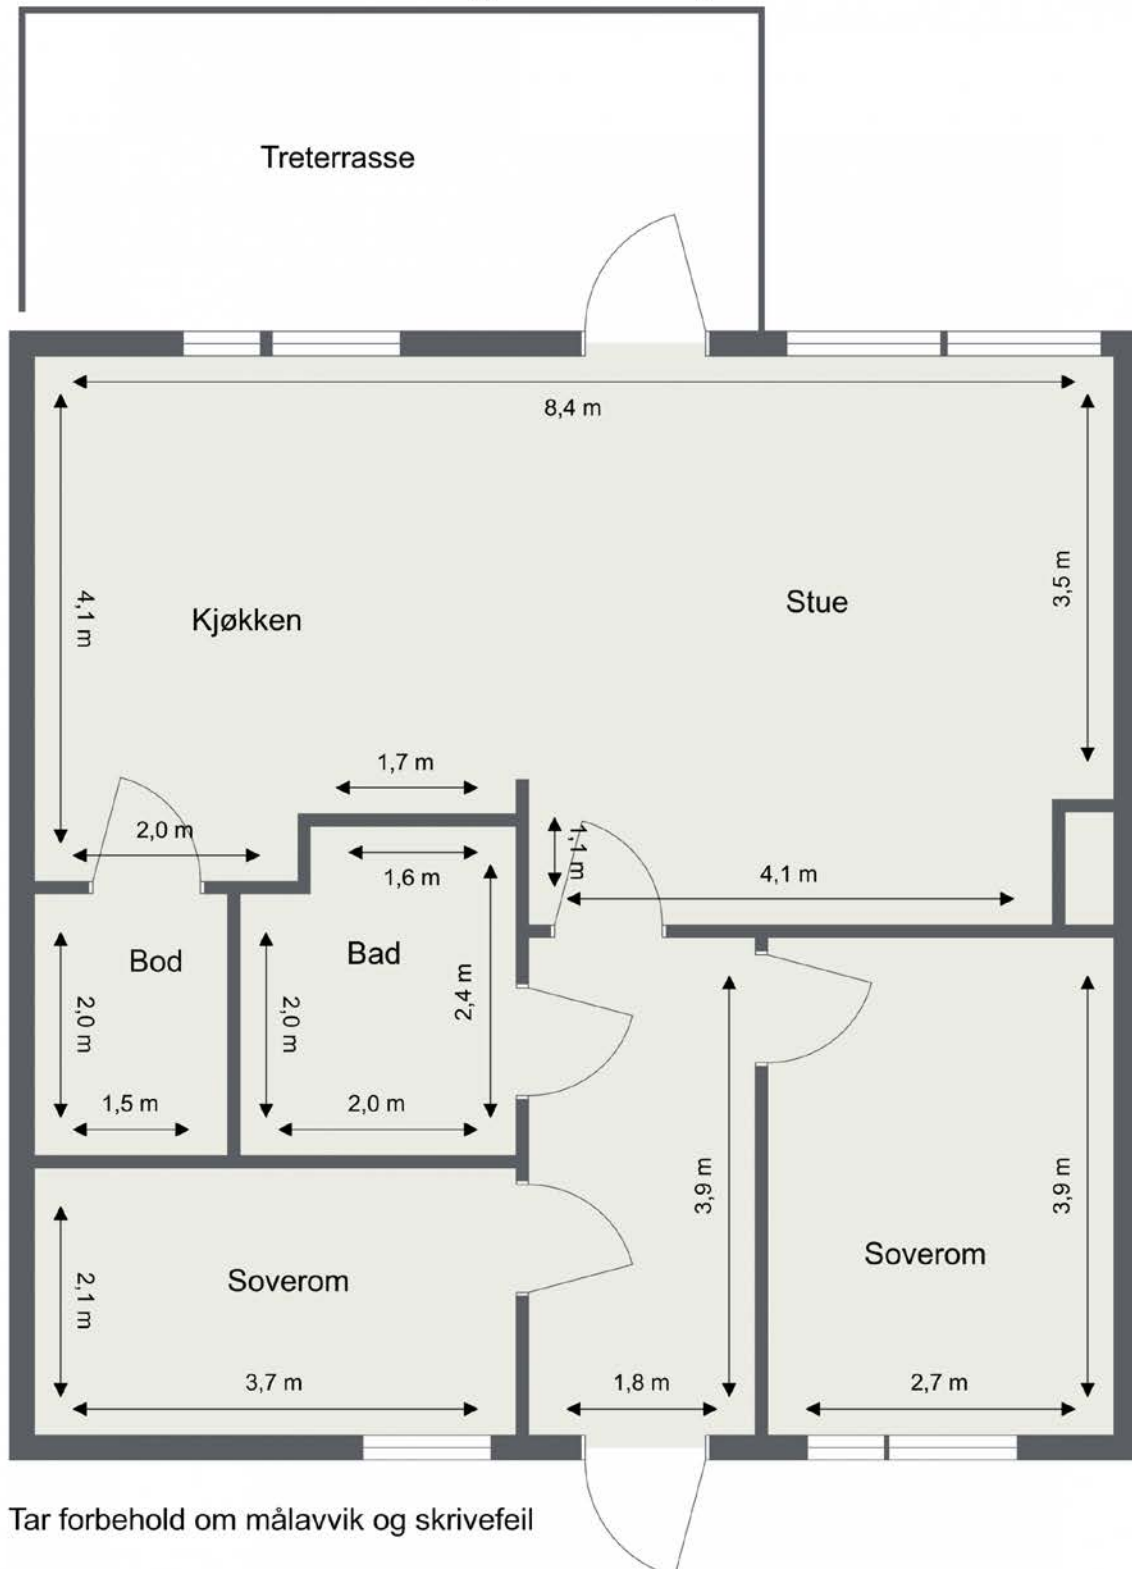 Treterrasse
8,4 m
4,1 m
Kjøkken
Stue
3,5 m
1,7 m
2,0 m
1,1 m
1,6 m
4,1 m
Bod
Bad
2,0 m
2,0 m
2,4 m
1,5 m
2,0 m
3,9 m
3,9 m
Soverom
2,1 m
Soverom
3,7 m
1,8 m
2,7 m
Tar forbehold om målavvik og skrivefeil